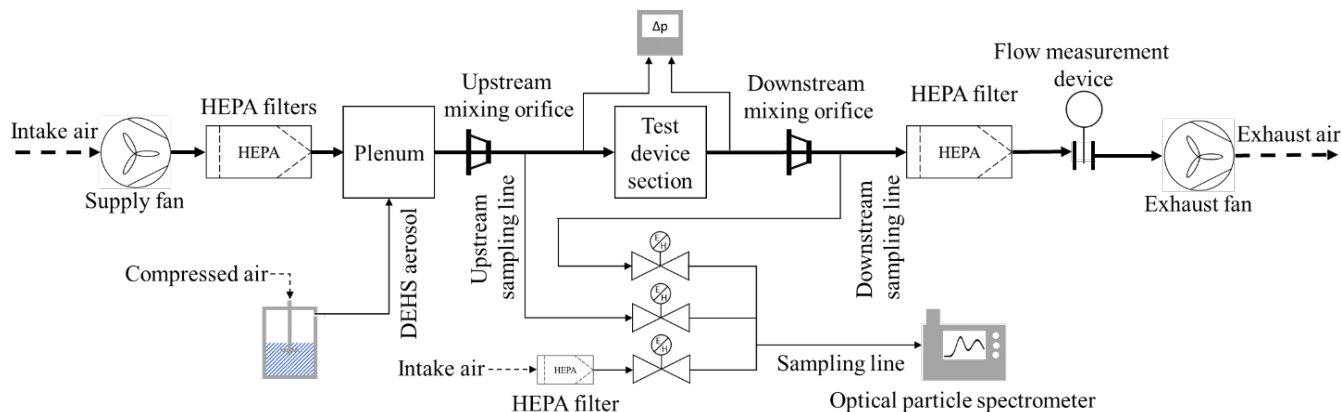 Δp
Flow measurement
device
Upstream
mixing orifice
Downstream
mixing orifice
HEPA filters
HEPA filter
Intake air
HEPA
Plenum
Test
device
section
HEPA
Exhaust air
Supply fan
Exhaust fan
DEHS aerosol
Upstream
sampling line
Downstream
sampling line
Compressed air
E
H
E
H
E
H
Intake air
HEPA
HEPA filter
Sampling line
Optical particle spectrometer